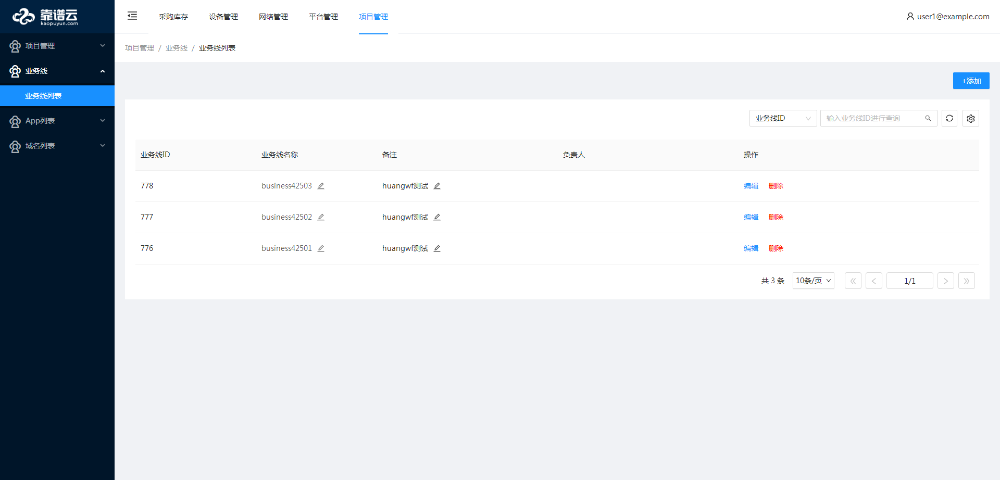 靠谱云
kaopuyun.com
采购库存 设备管理 网络管理 平台管理 项目管理
user1@example.com
项目管理
业务线
业务线列表
App列表
域名列表
项目管理 / 业务线 / 业务线列表
+添加
业务线ID 输入业务线ID进行查询
业务线ID 业务线名称 备注 负责人 操作
778 business42503 huangwf测试 编辑 删除
777 business42502 huangwf测试 编辑 删除
776 business42501 huangwf测试 编辑 删除
共 3 条 10条/页 1/1